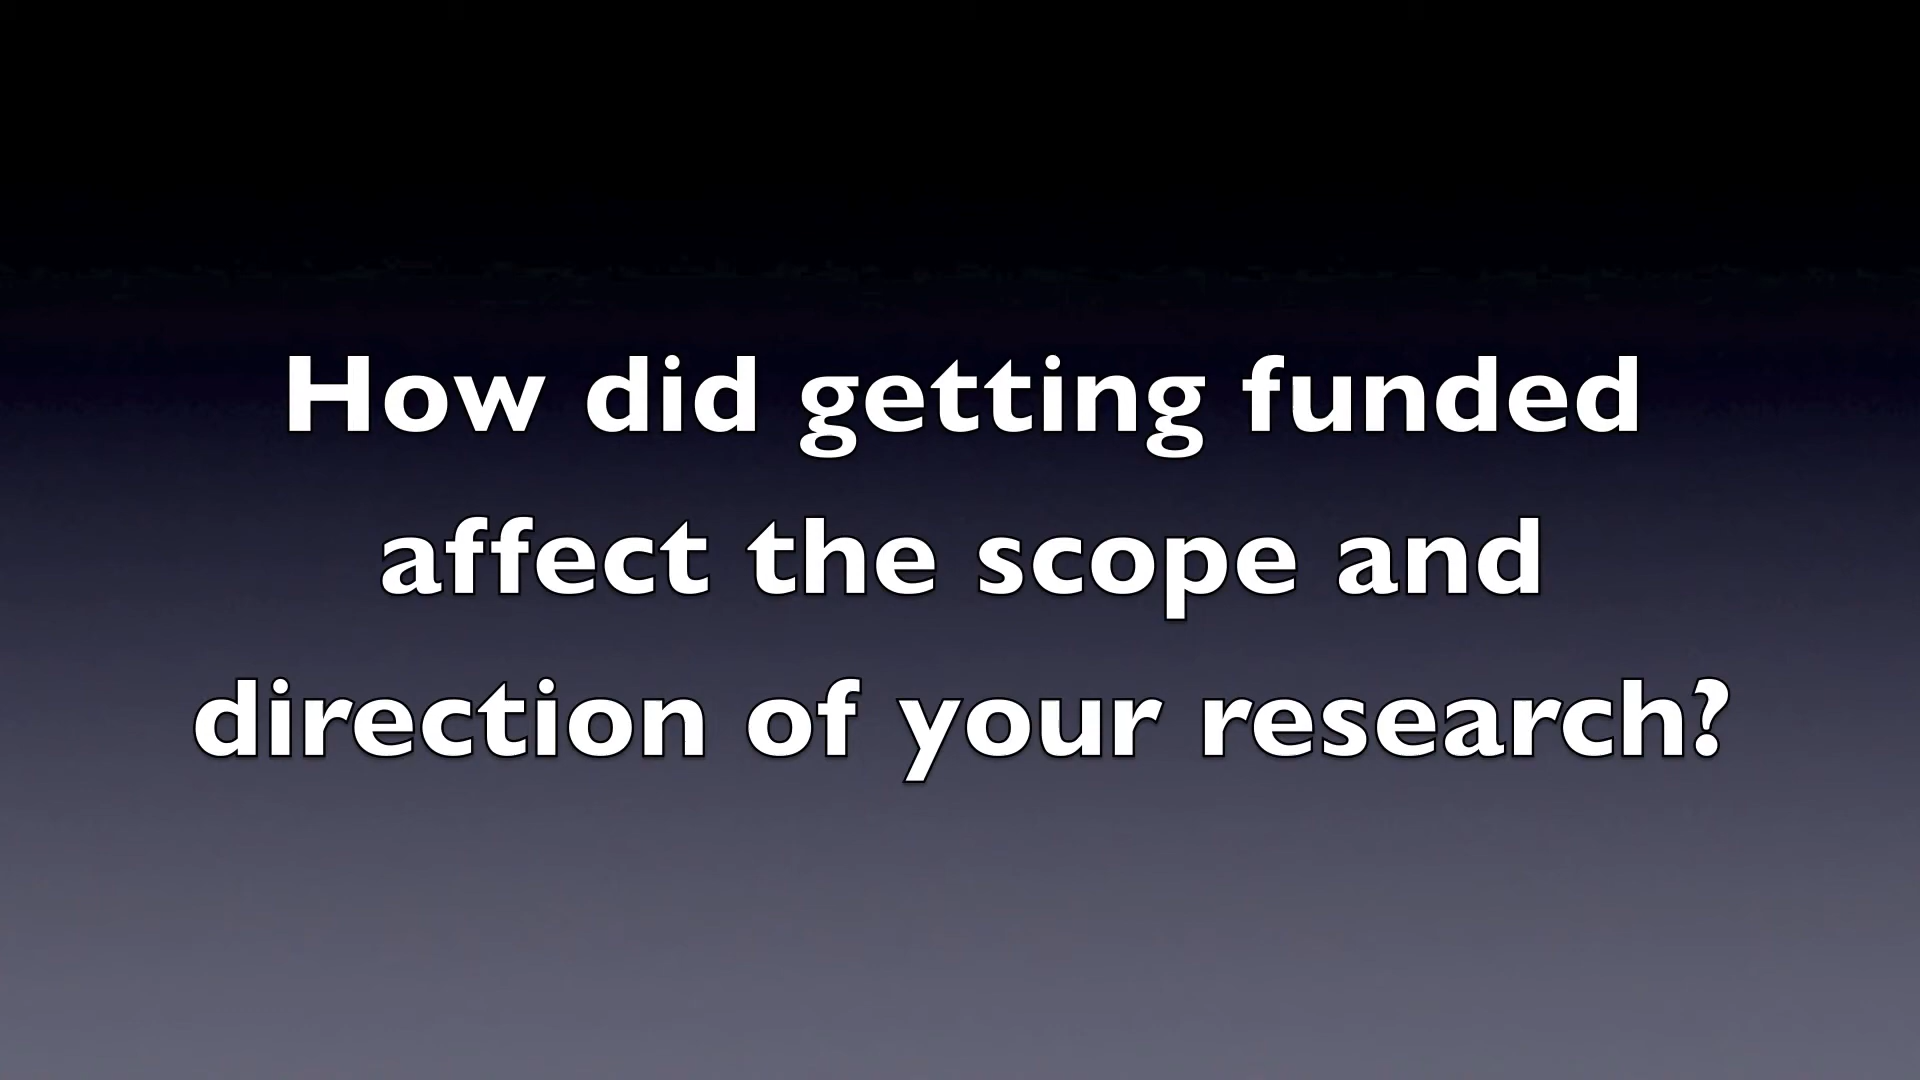 How did getting funded
affect the scope and
direction of your research?